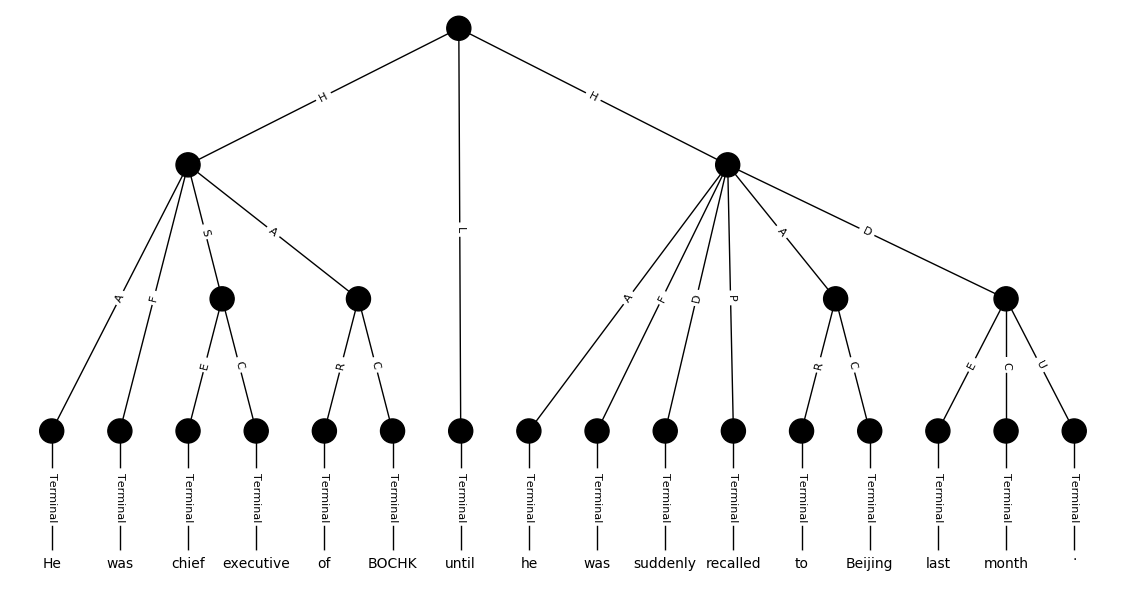 H H
L
S A A D
A F A F D P
E C R C R C E C U
Terminal Terminal Terminal Terminal Terminal Terminal Terminal Terminal Terminal Terminal Terminal Terminal Terminal Terminal Terminal Terminal
He was chief executive of BOCHK until he was suddenly recalled to Beijing last month .